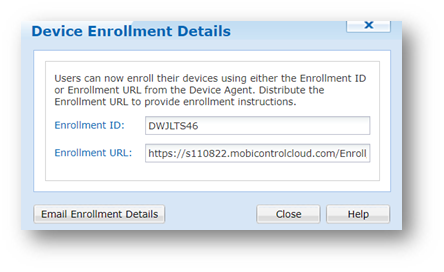 Device Enrollment Details
Users can now enroll their devices using either the Enrollment ID
or Enrollment URL from the Device Agent. Distribute the
Enrollment URL to provide enrollment instructions.
Enrollment ID: DWJLTS46
Enrollment URL: https://s110822.mobicontrolcloud.com/Enroll
Email Enrollment Details Close Help